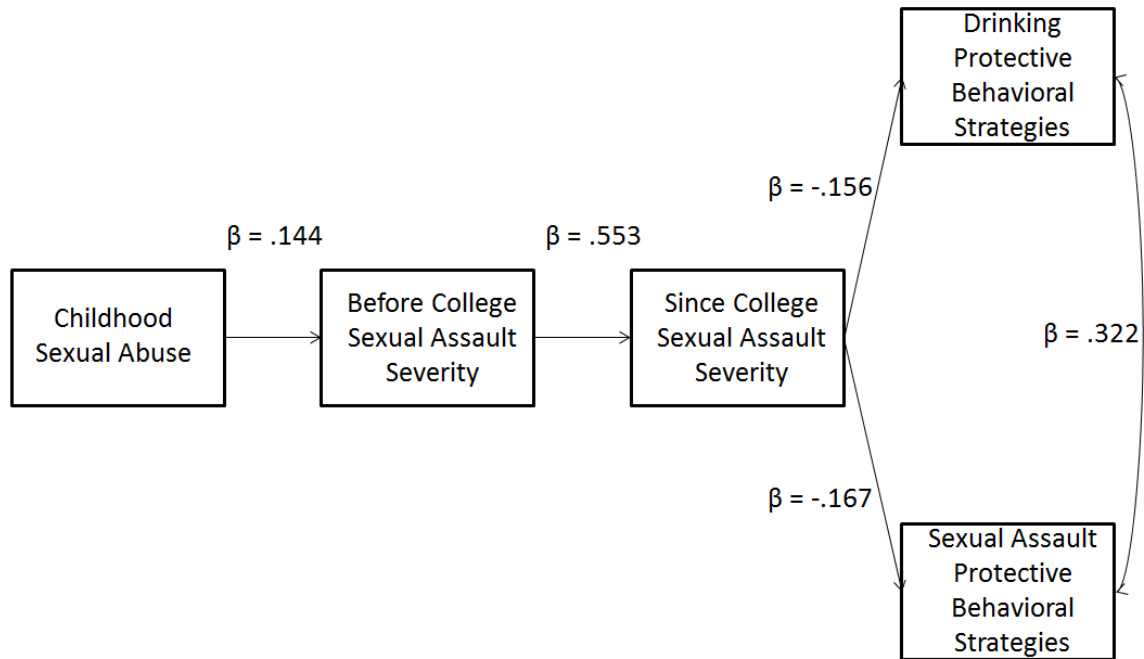 Drinking
Protective
Behavioral
Strategies
β = -.156
β = .144
β = .553
Childhood
Sexual Abuse
Before College
Sexual Assault
Severity
Since College
Sexual Assault
Severity
β = .322
β = -.167
Sexual Assault
Protective
Behavioral
Strategies